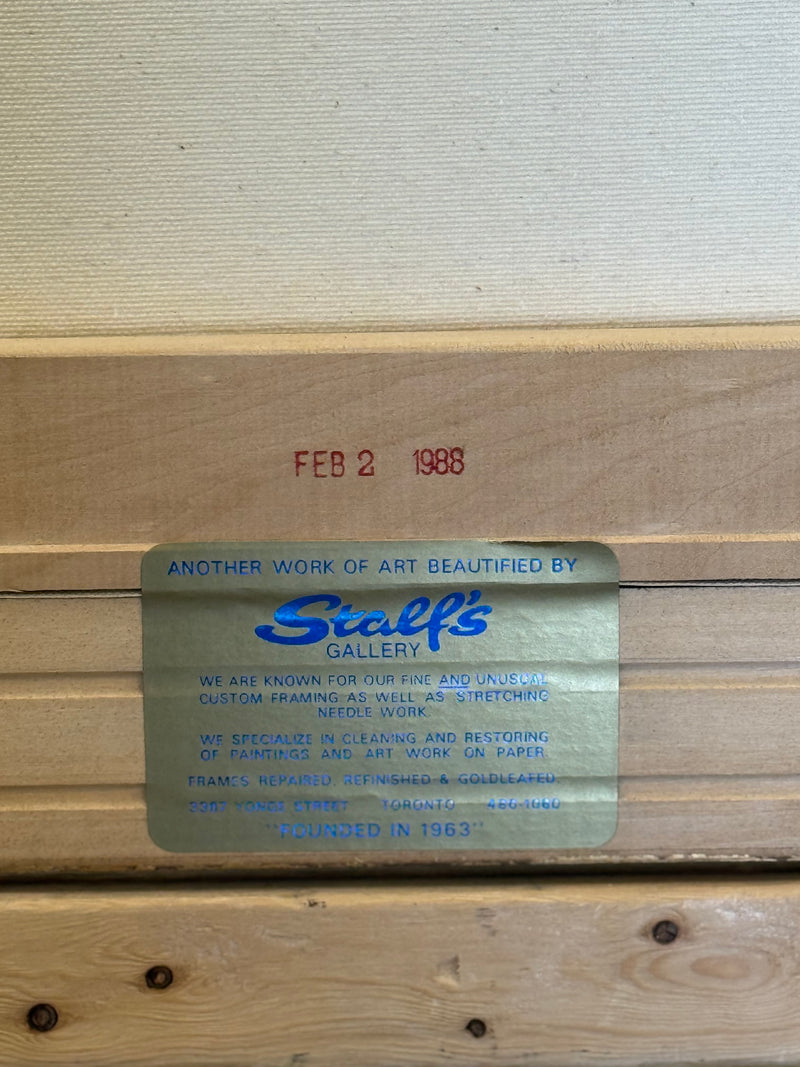 FEB 2 1988
ANOTHER WORK OF ART BEAUTIFIED BY
Stalf's
GALLERY
WE ARE KNOWN FOR OUR FINE AND UNUSUAL
CUSTOM FRAMING AS WELL AS STRETCHING
NEEDLE WORK.
WE SPECIALIZE IN CLEANING AND RESTORING
OF PAINTINGS AND ART WORK ON PAPER.
FRAMES REPAIRED, REFINISHED & GOLDLEAFED.
YONGE STREET TORONTO
"FOUNDED IN 1963"